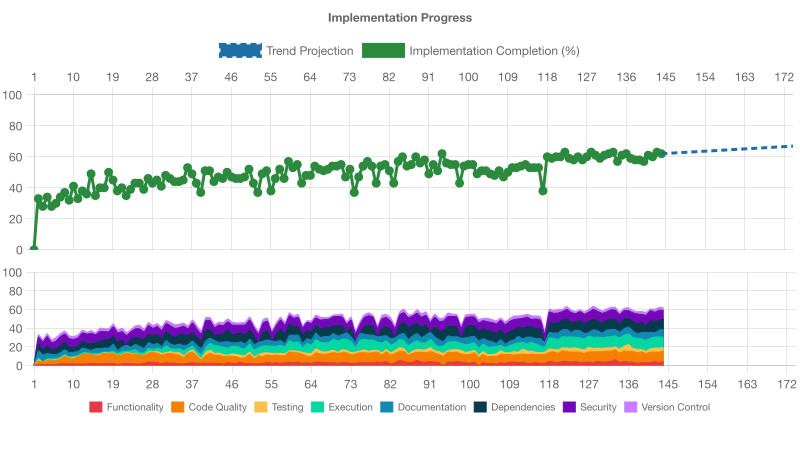 Implementation Progress
Trend Projection Implementation Completion (%)
1 10 19 28 37 46 55 64 73 82 91 100 109 118 127 136 145 154 163 172
100
80
60
40
20
0
100
80
60
40
20
0
1 10 19 28 37 46 55 64 73 82 91 100 109 118 127 136 145 154 163 172
Functionality Code Quality Testing Execution Documentation Dependencies Security Version Control